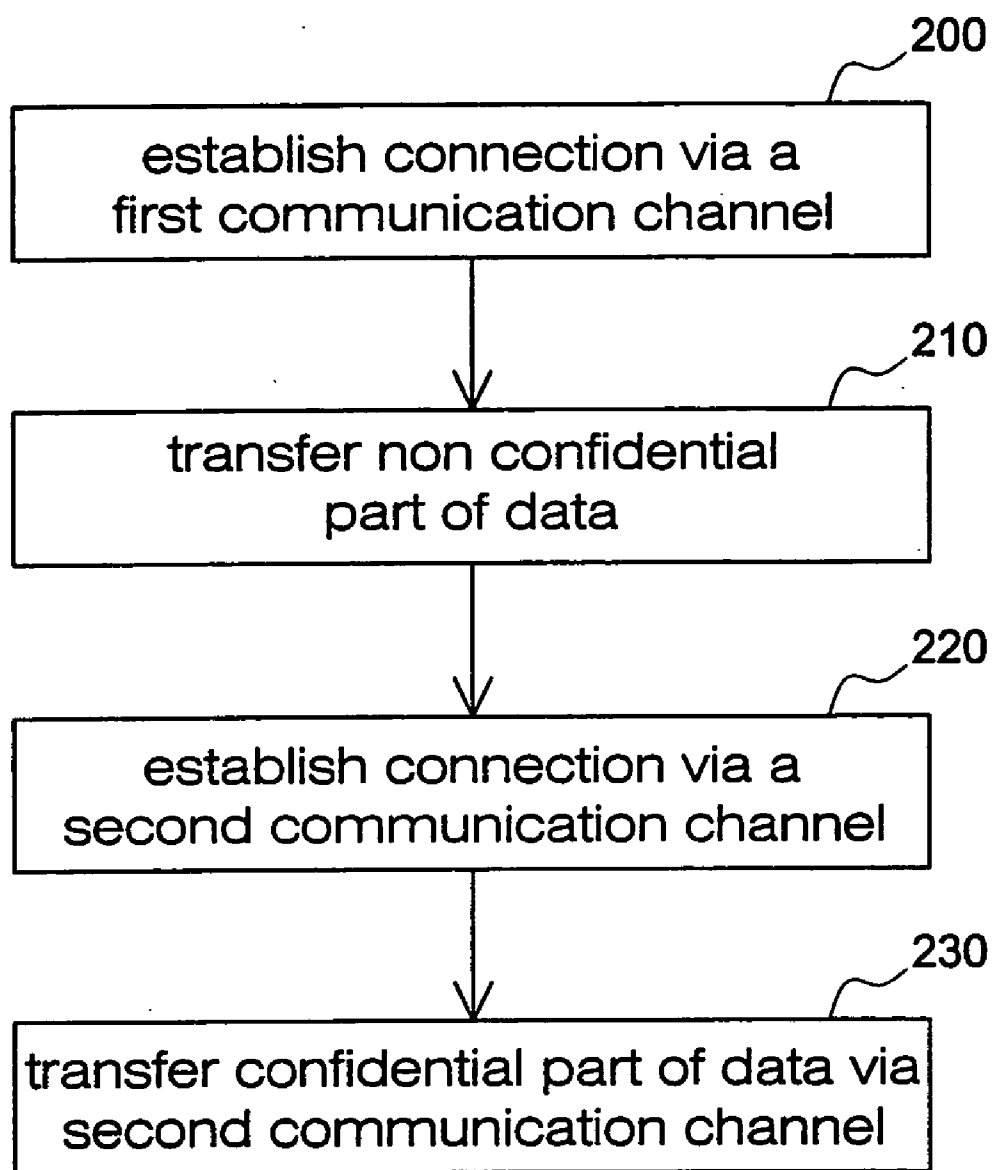 200
establish connection via a
first communication channel
210
transfer non confidential
part of data
220
establish connection via a
second communication channel
230
transfer confidential part of data via
second communication channel